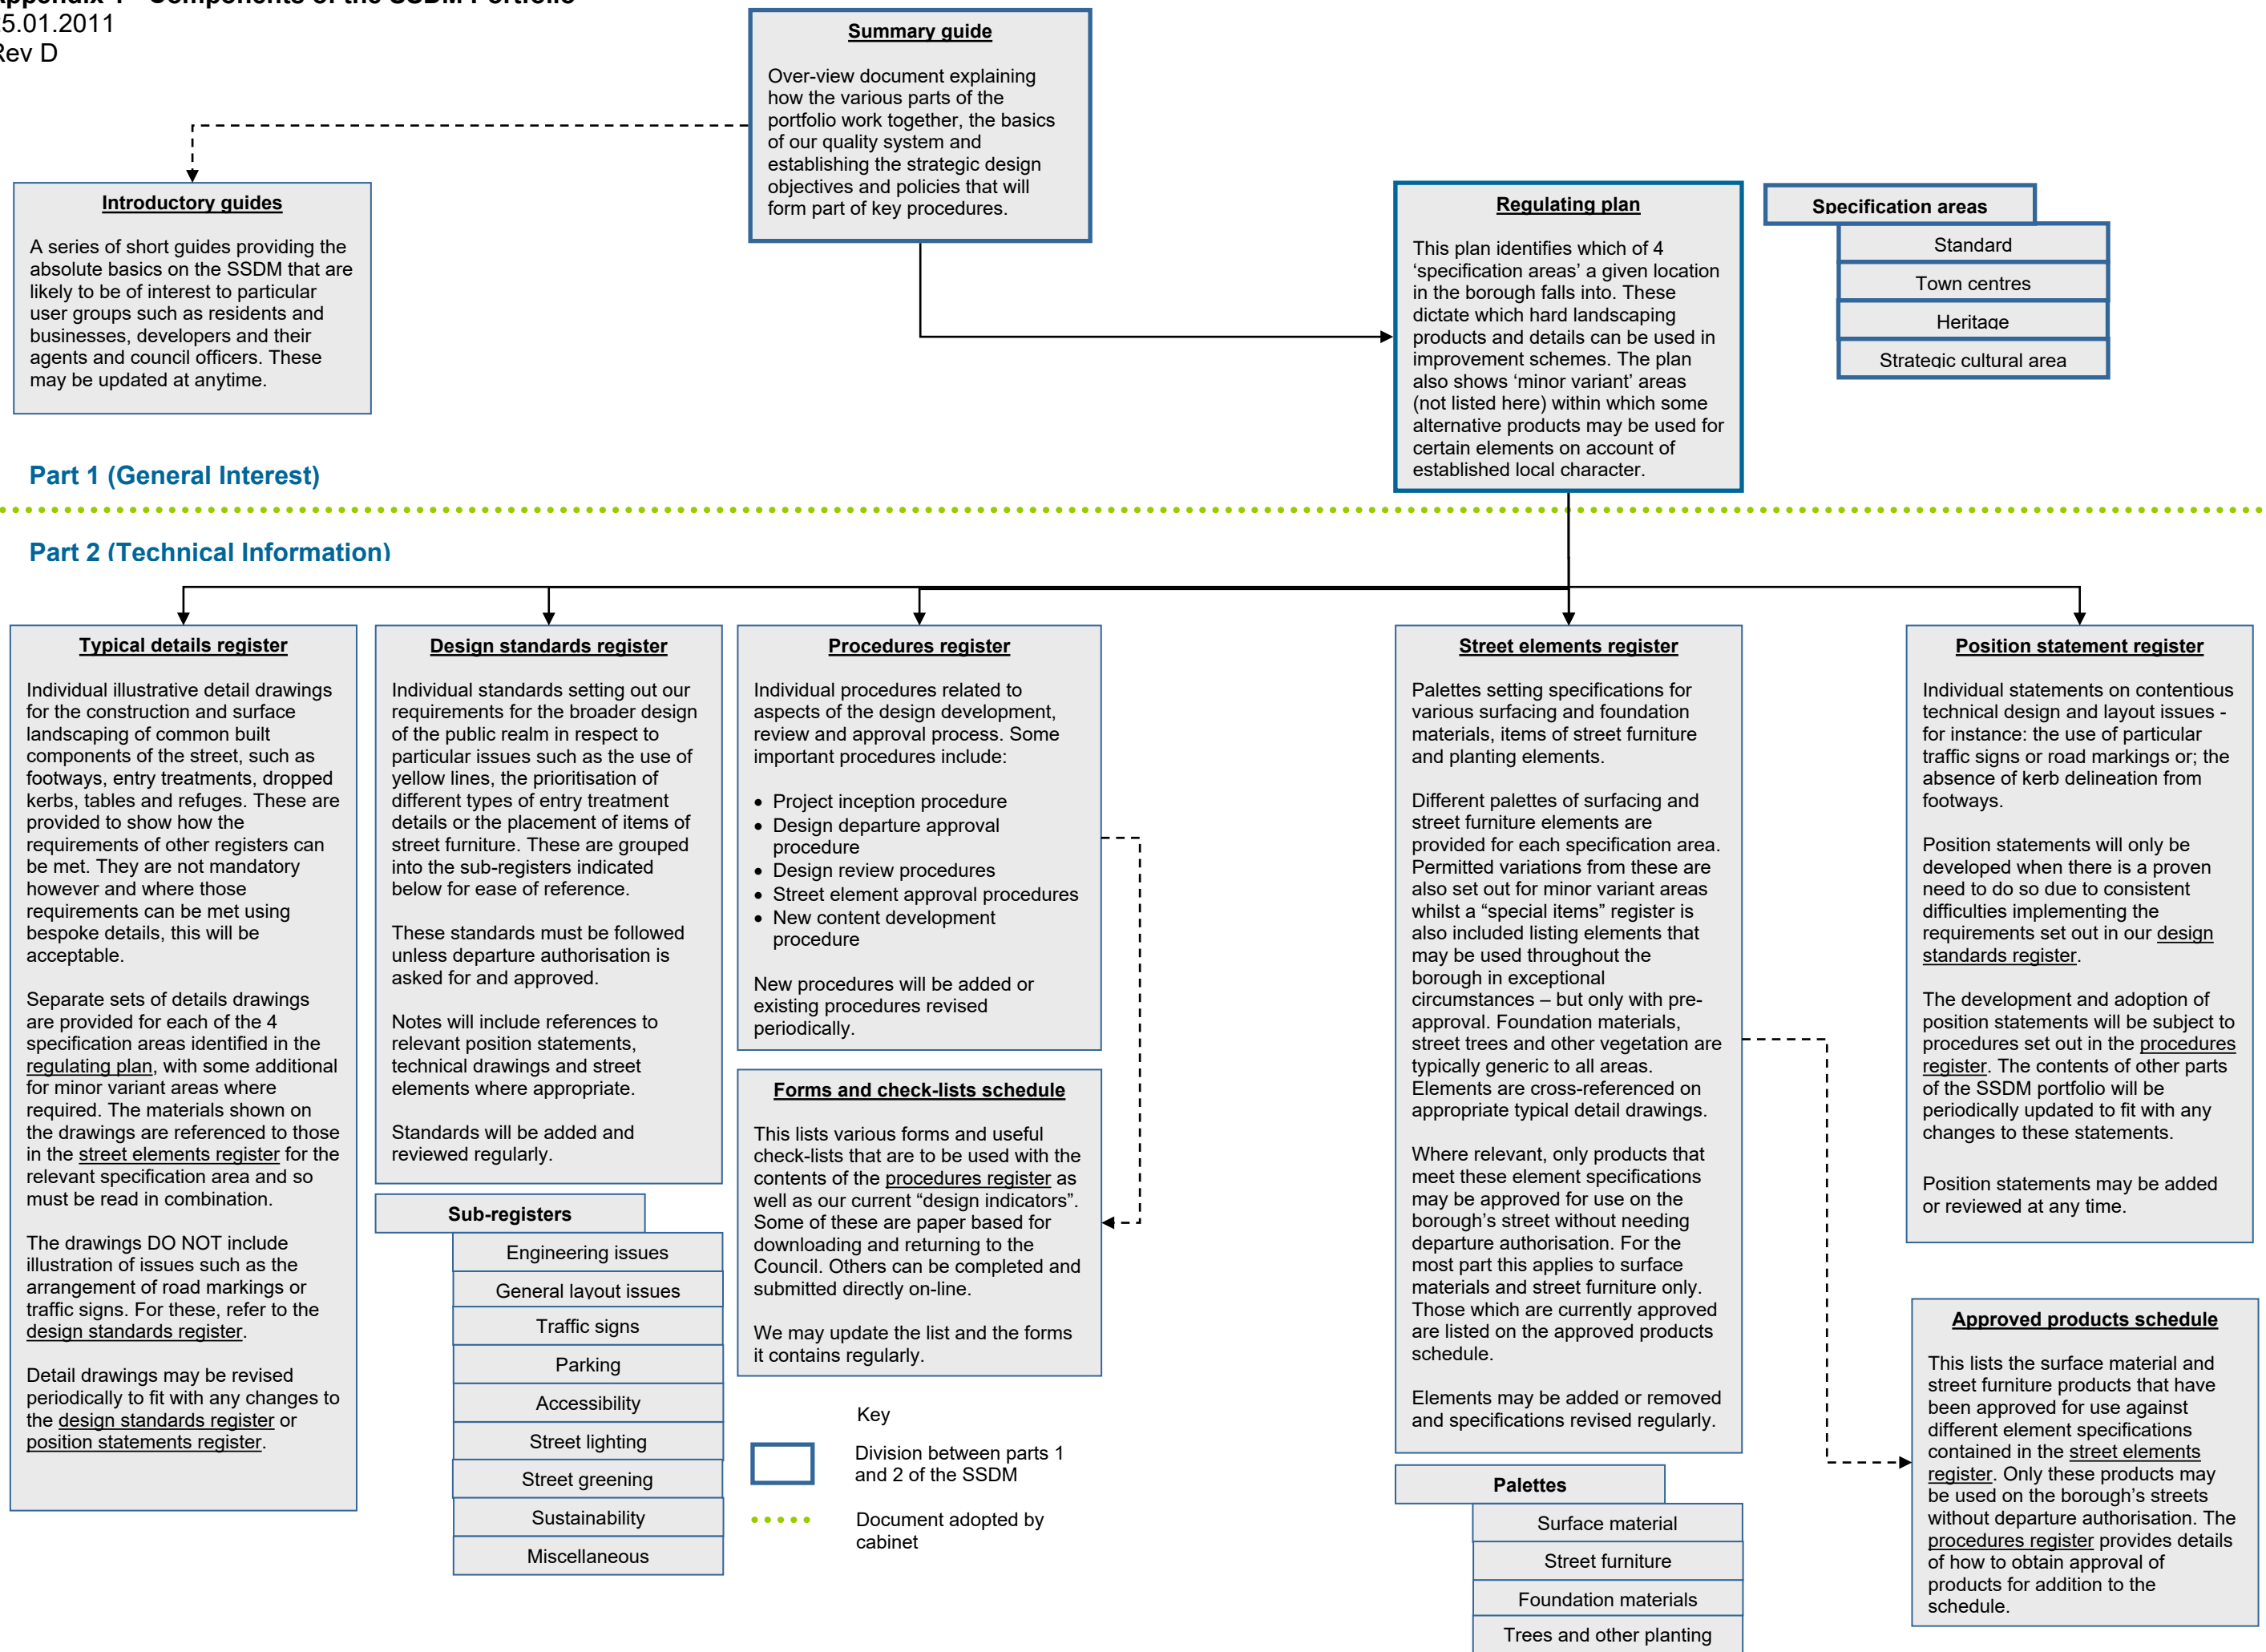 Appendix 1 - Components of the SSDM Portfolio
25.01.2011
Rev D
Summary guide
Over-view document explaining
how the various parts of the
portfolio work together, the basics
of our quality system and
establishing the strategic design
objectives and policies that will
form part of key procedures.
Introductory guides
A series of short guides providing the
absolute basics on the SSDM that are
likely to be of interest to particular
user groups such as residents and
businesses, developers and their
agents and council officers. These
may be updated at anytime.
Regulating plan
This plan identifies which of 4
‘specification areas’ a given location
in the borough falls into. These
dictate which hard landscaping
products and details can be used in
improvement schemes. The plan
also shows ‘minor variant’ areas
(not listed here) within which some
alternative products may be used for
certain elements on account of
established local character.
Specification areas
Standard
Town centres
Heritage
Strategic cultural area
Part 1 (General Interest)
Part 2 (Technical Information)
Typical details register
Individual illustrative detail drawings
for the construction and surface
landscaping of common built
components of the street, such as
footways, entry treatments, dropped
kerbs, tables and refuges. These are
provided to show how the
requirements of other registers can
be met. They are not mandatory
however and where those
requirements can be met using
bespoke details, this will be
acceptable.
Separate sets of details drawings
are provided for each of the 4
specification areas identified in the
regulating plan, with some additional
for minor variant areas where
required. The materials shown on
the drawings are referenced to those
in the street elements register for the
relevant specification area and so
must be read in combination.
The drawings DO NOT include
illustration of issues such as the
arrangement of road markings or
traffic signs. For these, refer to the
design standards register.
Detail drawings may be revised
periodically to fit with any changes to
the design standards register or
position statements register.
Design standards register
Individual standards setting out our
requirements for the broader design
of the public realm in respect to
particular issues such as the use of
yellow lines, the prioritisation of
different types of entry treatment
details or the placement of items of
street furniture. These are grouped
into the sub-registers indicated
below for ease of reference.
These standards must be followed
unless departure authorisation is
asked for and approved.
Notes will include references to
relevant position statements,
technical drawings and street
elements where appropriate.
Standards will be added and
reviewed regularly.
Sub-registers
Engineering issues
General layout issues
Traffic signs
Parking
Accessibility
Street lighting
Street greening
Sustainability
Miscellaneous
Procedures register
Individual procedures related to
aspects of the design development,
review and approval process. Some
important procedures include:
• Project inception procedure
• Design departure approval
procedure
• Design review procedures
• Street element approval procedures
• New content development
procedure
New procedures will be added or
existing procedures revised
periodically.
Forms and check-lists schedule
This lists various forms and useful
check-lists that are to be used with the
contents of the procedures register as
well as our current “design indicators”.
Some of these are paper based for
downloading and returning to the
Council. Others can be completed and
submitted directly on-line.
We may update the list and the forms
it contains regularly.
Key
Division between parts 1
and 2 of the SSDM
Document adopted by
cabinet
Street elements register
Palettes setting specifications for
various surfacing and foundation
materials, items of street furniture
and planting elements.
Different palettes of surfacing and
street furniture elements are
provided for each specification area.
Permitted variations from these are
also set out for minor variant areas
whilst a “special items” register is
also included listing elements that
may be used throughout the
borough in exceptional
circumstances – but only with pre-
approval. Foundation materials,
street trees and other vegetation are
typically generic to all areas.
Elements are cross-referenced on
appropriate typical detail drawings.
Where relevant, only products that
meet these element specifications
may be approved for use on the
borough’s street without needing
departure authorisation. For the
most part this applies to surface
materials and street furniture only.
Those which are currently approved
are listed on the approved products
schedule.
Elements may be added or removed
and specifications revised regularly.
Palettes
Surface material
Street furniture
Foundation materials
Trees and other planting
Position statement register
Individual statements on contentious
technical design and layout issues -
for instance: the use of particular
traffic signs or road markings or; the
absence of kerb delineation from
footways.
Position statements will only be
developed when there is a proven
need to do so due to consistent
difficulties implementing the
requirements set out in our design
standards register.
The development and adoption of
position statements will be subject to
procedures set out in the procedures
register. The contents of other parts
of the SSDM portfolio will be
periodically updated to fit with any
changes to these statements.
Position statements may be added
or reviewed at any time.
Approved products schedule
This lists the surface material and
street furniture products that have
been approved for use against
different element specifications
contained in the street elements
register. Only these products may
be used on the borough’s streets
without departure authorisation. The
procedures register provides details
of how to obtain approval of
products for addition to the
schedule.